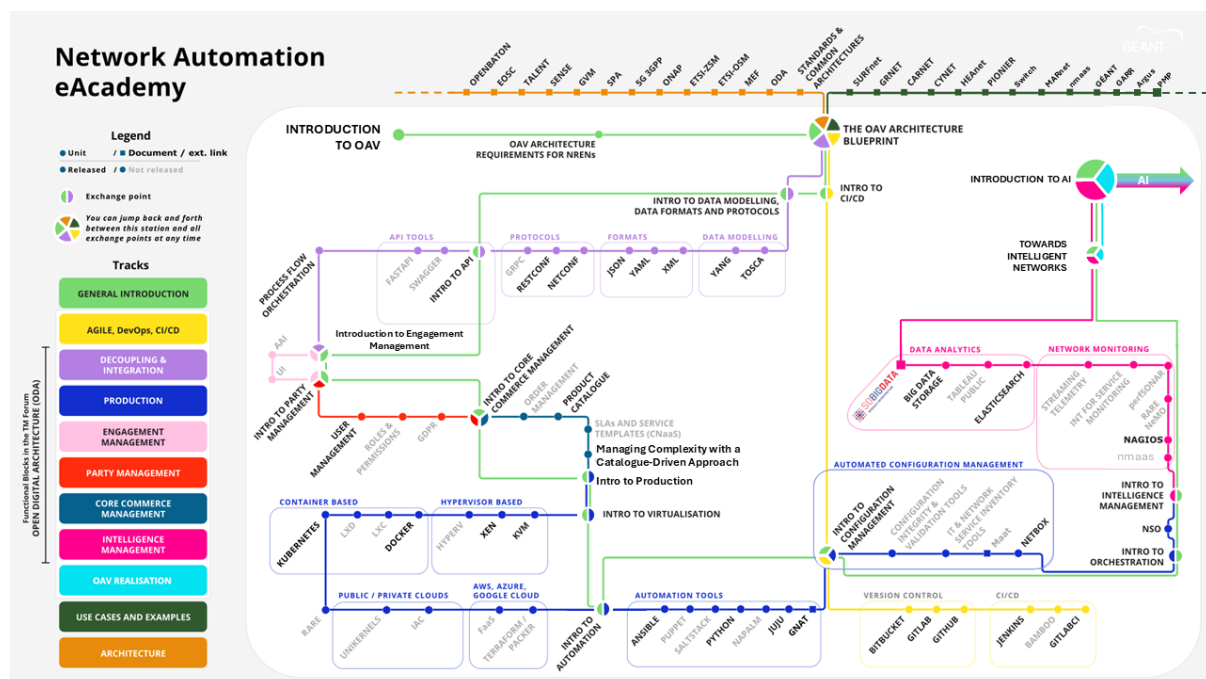 Network Automation
eAcademy
GÉANT
Legend
Unit / Document / ext. link
Released / Not released
Exchange point
You can jump back and forth
between this station and all
exchange points at any time
Tracks
GENERAL INTRODUCTION
AGILE, DevOps, CI/CD
DECOUPLING &
INTEGRATION
PRODUCTION
ENGAGEMENT
MANAGEMENT
PARTY MANAGEMENT
CORE COMMERCE
MANAGEMENT
INTELLIGENCE
MANAGEMENT
OAV REALISATION
USE CASES AND EXAMPLES
ARCHITECTURE
Functional Blocks in the TM Forum
OPEN DIGITAL ARCHITECTURE (ODA)
OPENBATON
EOSC
TALENT
SENSE
GVM
SPA
5G 3GPP
ONAP
ETSI-ZSM
ETSI-OSM
MEF
ODA
STANDARDS &
COMMON
ARCHITECTURES
SURFnet
GRNET
CARNET
CYNET
HEAnet
PIONIER
Switch
MARnet
nmaas
GÉANT
GARR
Argus
PMP
INTRODUCTION
TO OAV
OAV ARCHITECTURE
REQUIREMENTS FOR NRENs
THE OAV ARCHITECTURE
BLUEPRINT
INTRO TO
CI/CD
INTRO TO DATA MODELLING,
DATA FORMATS AND PROTOCOLS
INTRODUCTION TO AI
AI
TOWARDS
INTELLIGENT
NETWORKS
API TOOLS
PROTOCOLS
FORMATS
DATA MODELLING
PROCESS FLOW
ORCHESTRATION
FASTAPI
SWAGGER
INTRO TO API
GRPC
RESTCONF
NETCONF
JSON
YAML
XML
YANG
TOSCA
Introduction to Engagement
Management
AAI
UI
INTRO TO PARTY
MANAGEMENT
USER
MANAGEMENT
ROLES &
PERMISSIONS
GDPR
INTRO TO CORE
COMMERCE MANAGEMENT
ORDER
MANAGEMENT
PRODUCT
CATALOGUE
SLAs AND SERVICE
TEMPLATES (CNaaS)
Managing Complexity with a
Catalogue-Driven Approach
Intro to Production
INTRO TO VIRTUALISATION
DATA ANALYTICS
NETWORK MONITORING
SCIBIGDATA
BIG DATA
STORAGE
TABLEAU
PUBLIC
ELASTICSEARCH
STREAMING
TELEMETRY
INT FOR SERVICE
MONITORING
perfSONAR
RARE
NeMO
NAGIOS
nmaas
INTRO TO
INTELLIGENCE
MANAGEMENT
NSO
INTRO TO
ORCHESTRATION
CONTAINER BASED
HYPERVISOR BASED
KUBERNETES
LXD
LXC
DOCKER
HYPERV
XEN
KVM
AUTOMATED CONFIGURATION MANAGEMENT
INTRO TO
CONFIGURATION
MANAGEMENT
CONFIGURATION
INTEGRITY &
VALIDATION TOOLS
IT & NETWORK
SERVICE INVENTORY
TOOLS
Maat
NETBOX
PUBLIC / PRIVATE CLOUDS
AWS, AZURE,
GOOGLE CLOUD
RARE
UNIKERNELS
IAC
FaaS
TERRAFORM /
PACKER
INTRO TO
AUTOMATION
AUTOMATION TOOLS
ANSIBLE
PUPPET
SALTSTACK
PYTHON
NAPALM
JUJU
GNAT
VERSION CONTROL
CI/CD
BITBUCKET
GITLAB
GITHUB
JENKINS
BAMBOO
GITLABCI